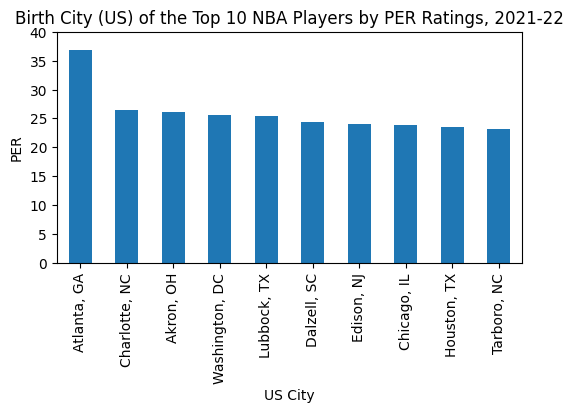 Birth City (US) of the Top 10 NBA Players by PER Ratings, 2021-22
40
35
30
25
20
15
10
5
0
PER
Atlanta, GA
Charlotte, NC
Akron, OH
Washington, DC
Lubbock, TX
Dalzell, SC
Edison, NJ
Chicago, IL
Houston, TX
Tarboro, NC
US City